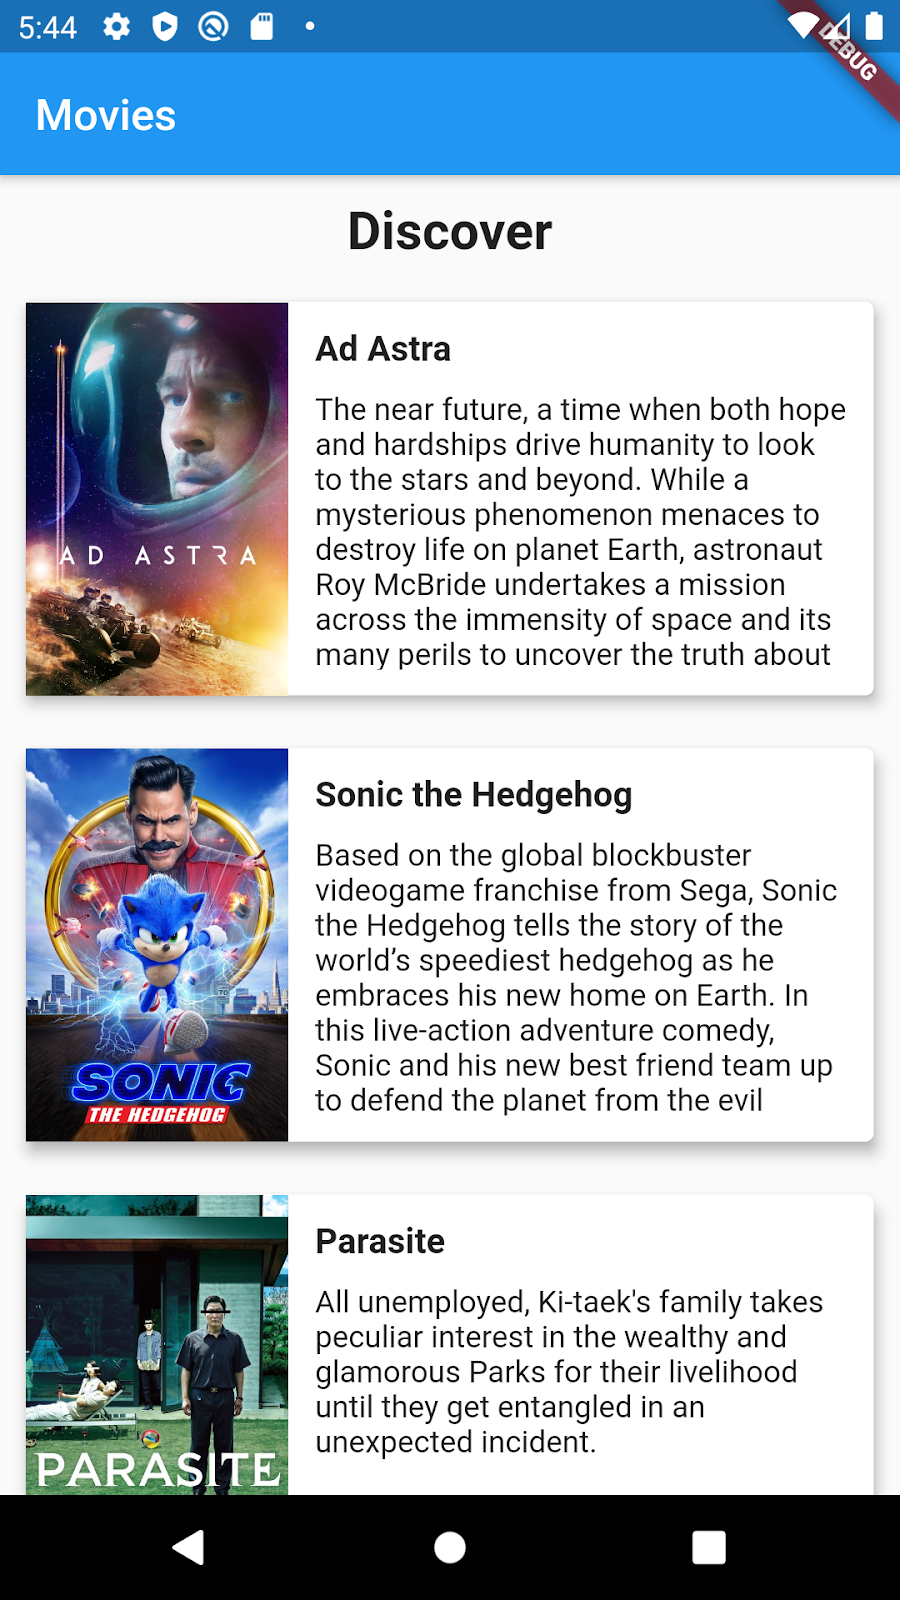 5:44
DEBUG
Movies
Discover
Ad Astra
The near future, a time when both hope
and hardships drive humanity to look
to the stars and beyond. While a
mysterious phenomenon menaces to
destroy life on planet Earth, astronaut
Roy McBride undertakes a mission
across the immensity of space and its
many perils to uncover the truth about
AD ASTRA
Sonic the Hedgehog
Based on the global blockbuster
videogame franchise from Sega, Sonic
the Hedgehog tells the story of the
world’s speediest hedgehog as he
embraces his new home on Earth. In
this live-action adventure comedy,
Sonic and his new best friend team up
to defend the planet from the evil
SONIC
THE HEDGEHOG
Parasite
All unemployed, Ki-taek's family takes
peculiar interest in the wealthy and
glamorous Parks for their livelihood
until they get entangled in an
unexpected incident.
PARASITE